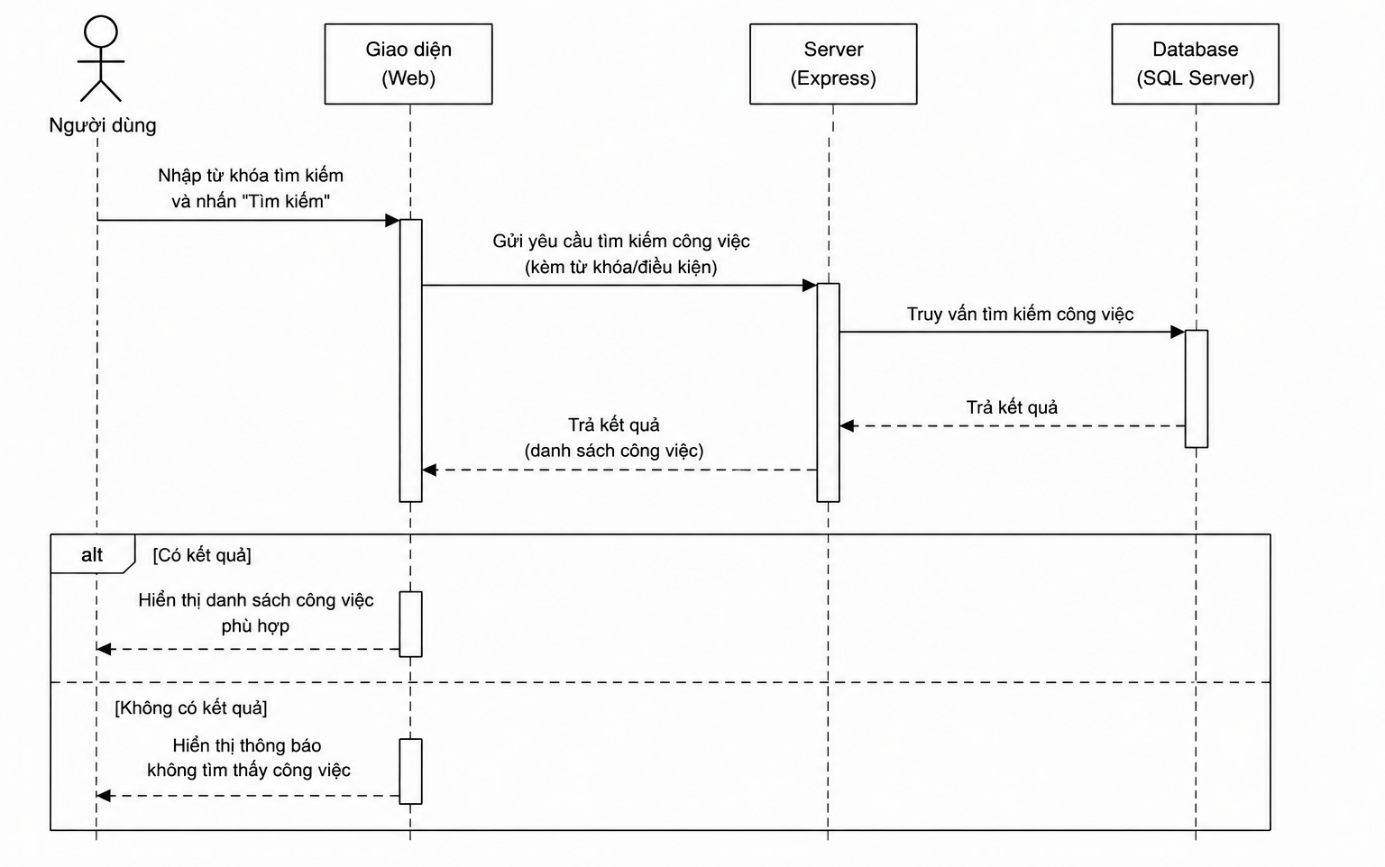 Giao diện
(Web)
Server
(Express)
Database
(SQL Server)
Người dùng
Nhập từ khóa tìm kiếm
và nhấn "Tìm kiếm"
Gửi yêu cầu tìm kiếm công việc
(kèm từ khóa/điều kiện)
Truy vấn tìm kiếm công việc
Trả kết quả
Trả kết quả
(danh sách công việc)
alt
[Có kết quả]
Hiển thị danh sách công việc
phù hợp
[Không có kết quả]
Hiển thị thông báo
không tìm thấy công việc